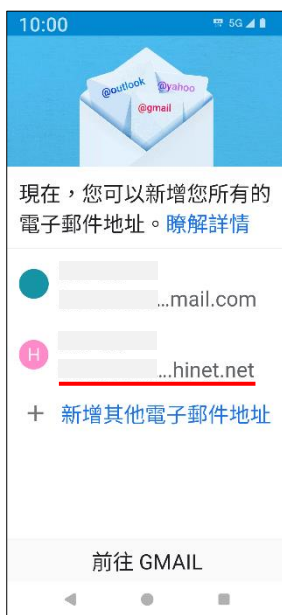 10:00 5G
@outlook @yahoo
@gmail
現在，您可以新增您所有的
電子郵件地址。瞭解詳情
...mail.com
H
...hinet.net
+ 新增其他電子郵件地址
前往 GMAIL